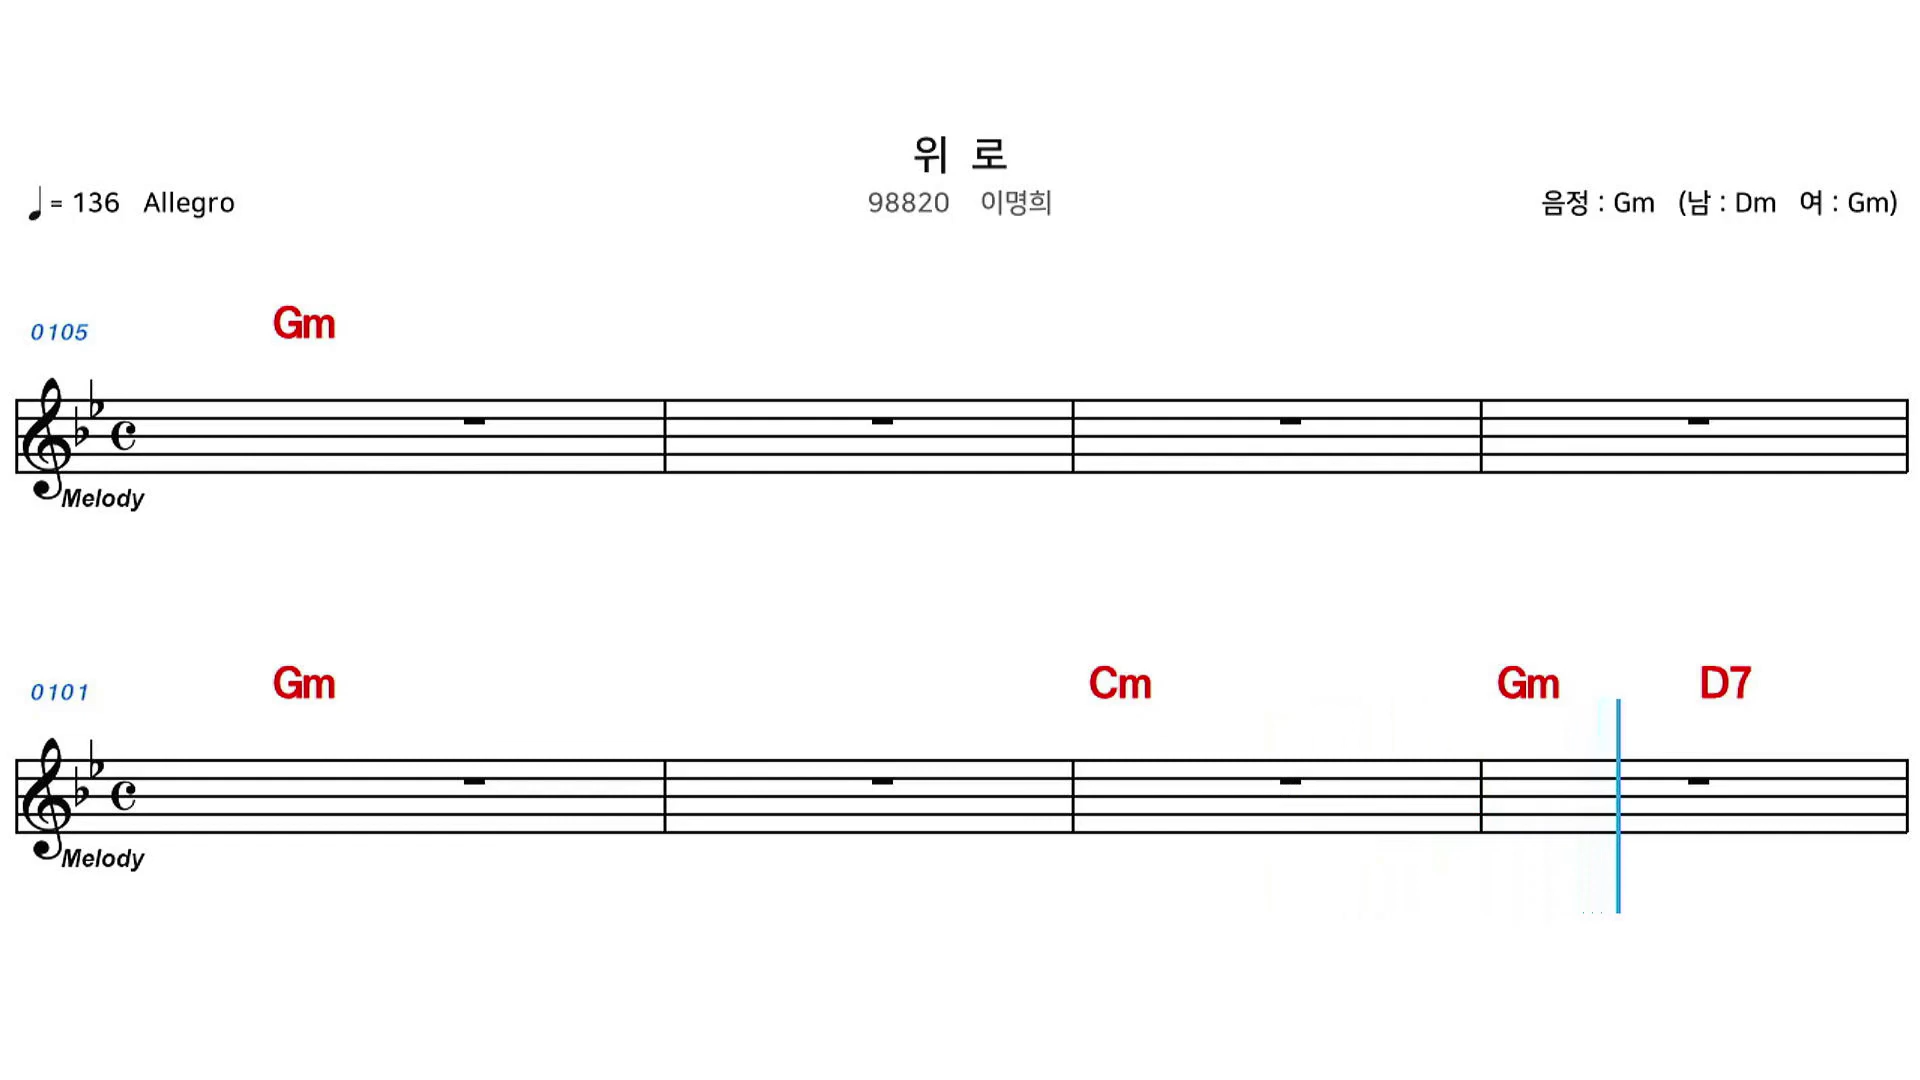 위 로
♩= 136 Allegro 98820 이명희 음정 : Gm (남 : Dm 여 : Gm)
0105 Gm
Melody
0101 Gm Cm Gm D7
Melody